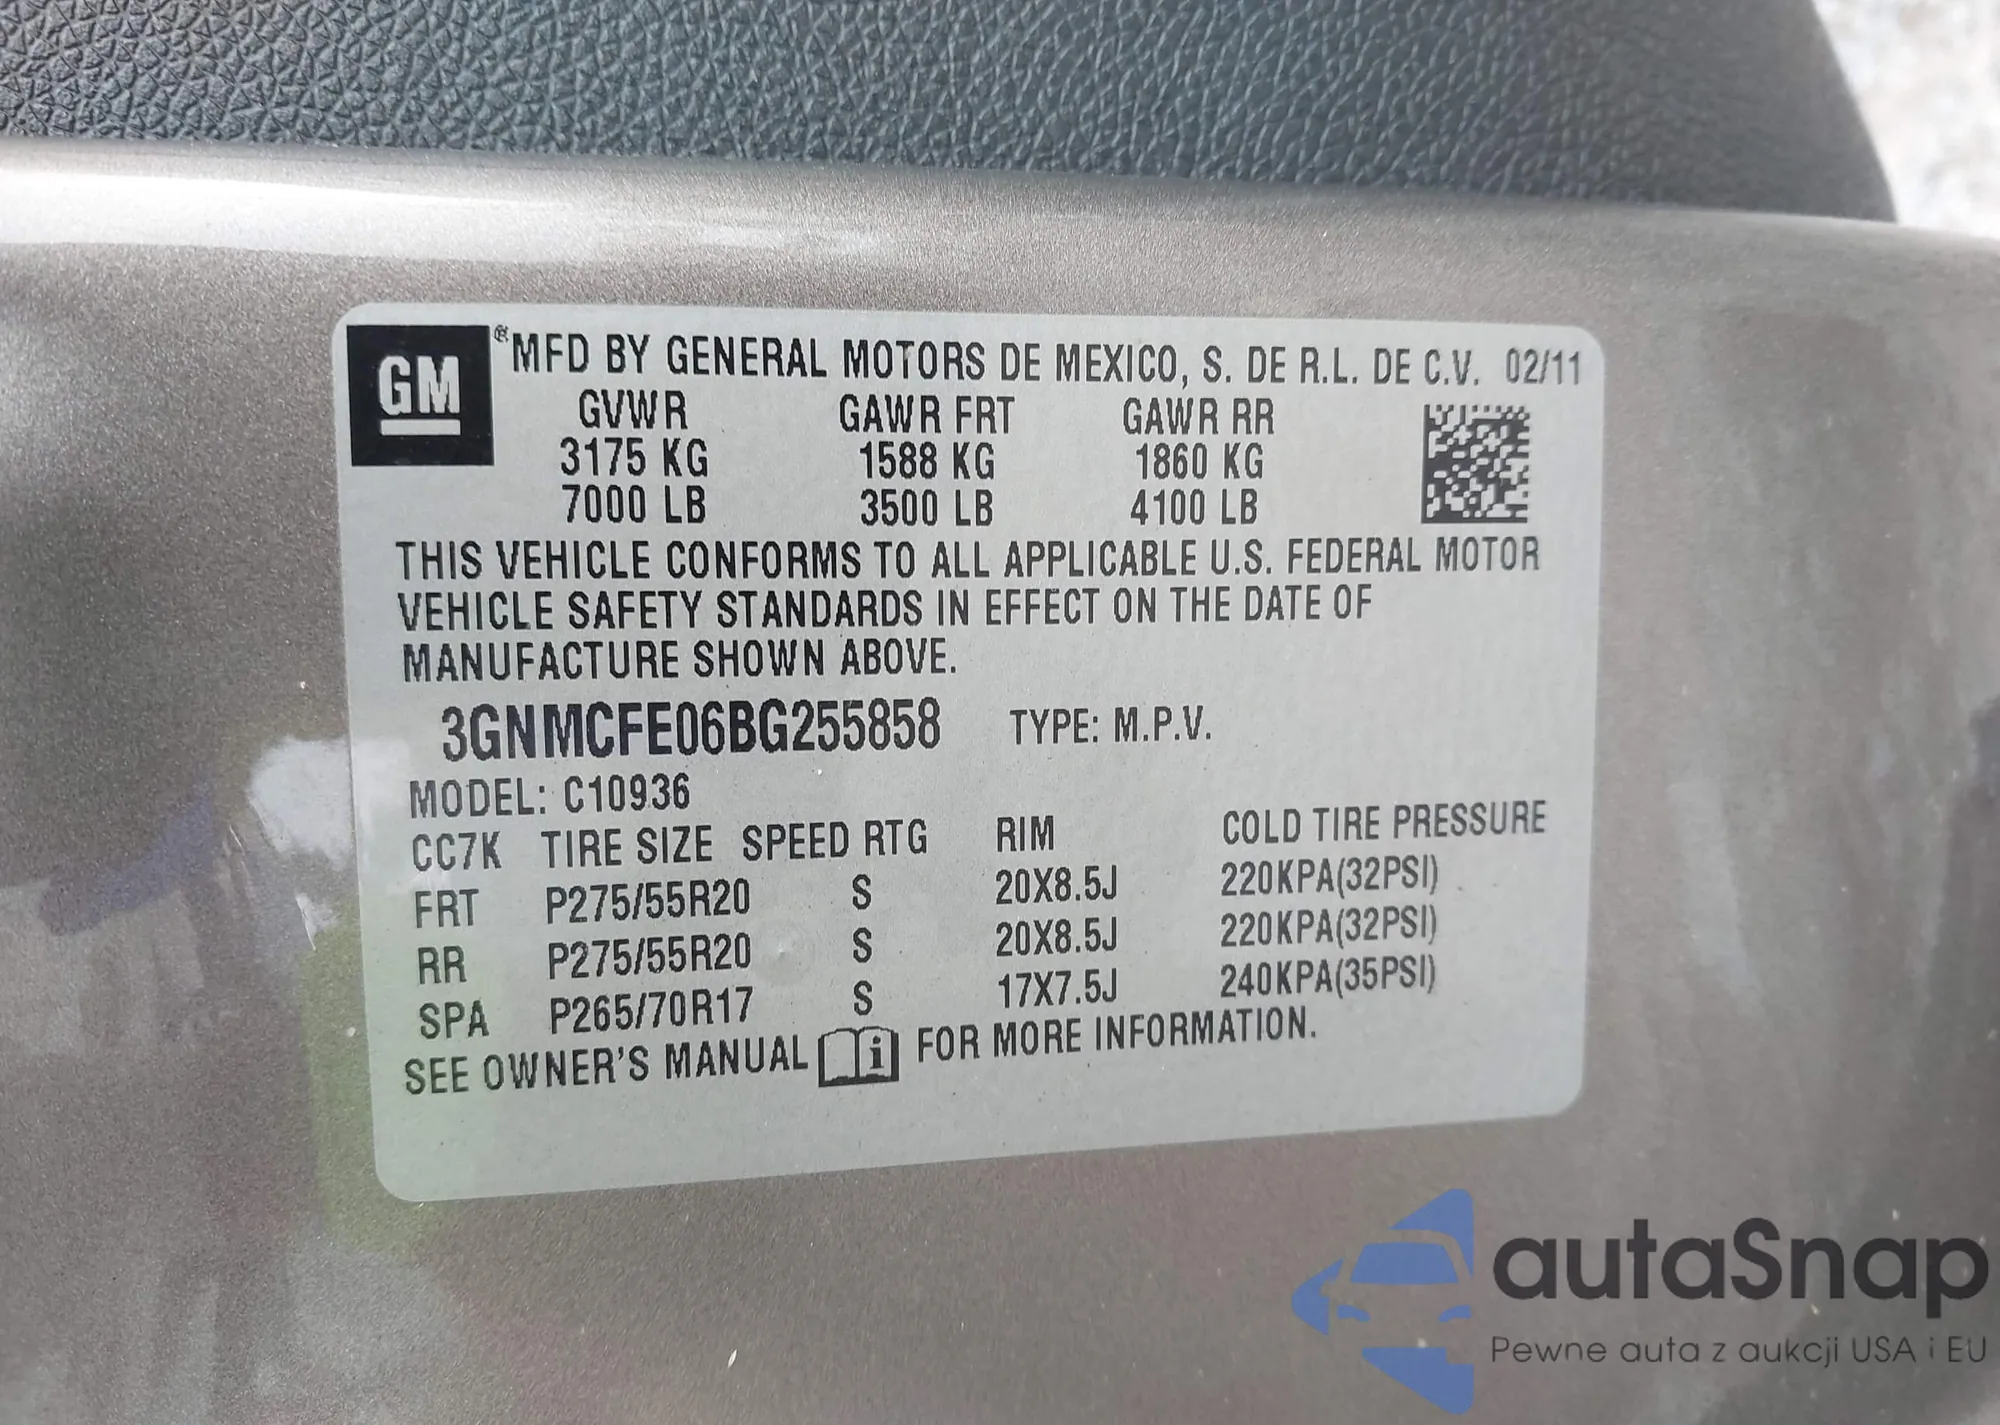 GM ® MFD BY GENERAL MOTORS DE MEXICO, S. DE R.L. DE C.V. 02/11
GVWR GAWR FRT GAWR RR
3175 KG 1588 KG 1860 KG
7000 LB 3500 LB 4100 LB
THIS VEHICLE CONFORMS TO ALL APPLICABLE U.S. FEDERAL MOTOR
VEHICLE SAFETY STANDARDS IN EFFECT ON THE DATE OF
MANUFACTURE SHOWN ABOVE.
3GNMCFE06BG255858 TYPE: M.P.V.
MODEL: C10936
CC7K TIRE SIZE SPEED RTG RIM COLD TIRE PRESSURE
FRT P275/55R20 S 20X8.5J 220KPA(32PSI)
RR P275/55R20 S 20X8.5J 220KPA(32PSI)
SPA P265/70R17 S 17X7.5J 240KPA(35PSI)
SEE OWNER'S MANUAL i FOR MORE INFORMATION.
autaSnap
Pewne auta z aukcji USA i EU